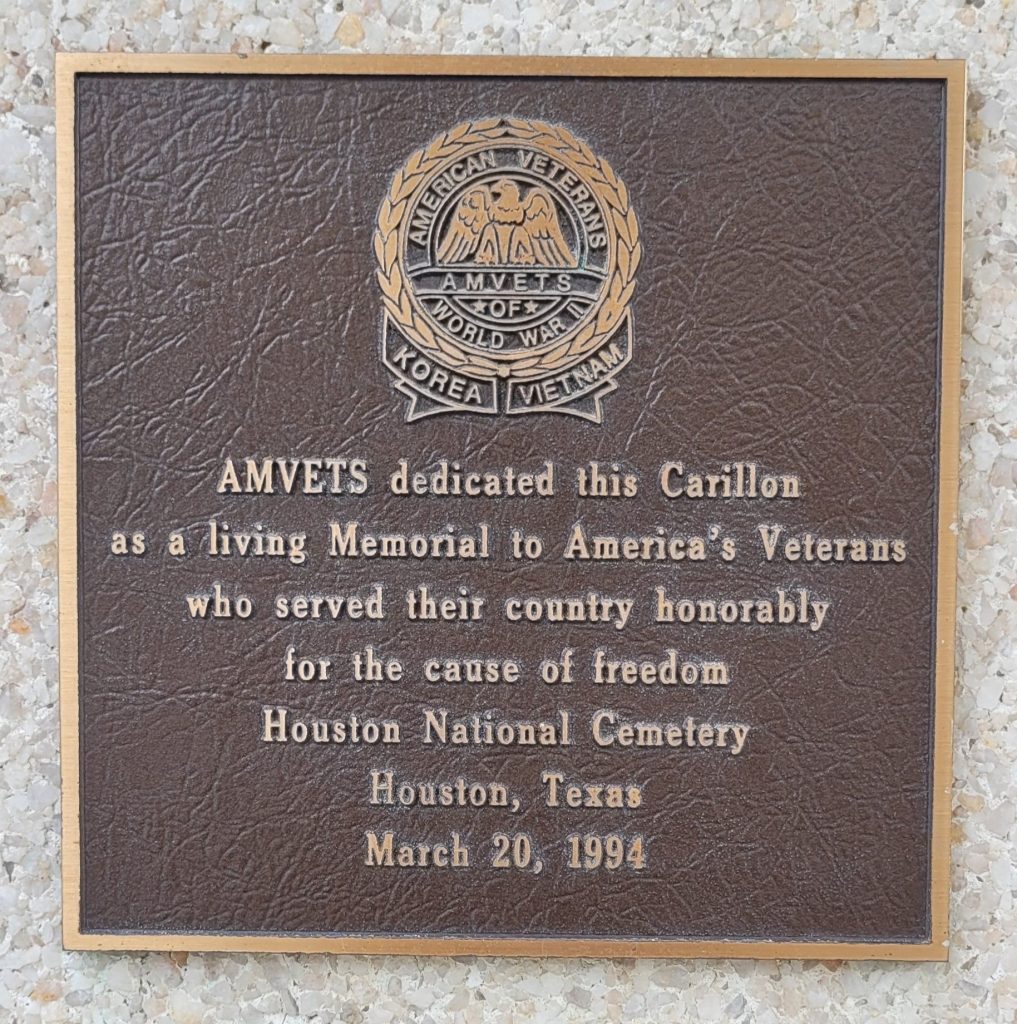 AMERICAN VETERANS
AMVETS
★OF★
WORLD WAR II
KOREA VIETNAM
AMVETS dedicated this Carillon
as a living Memorial to America's Veterans
who served their country honorably
for the cause of freedom
Houston National Cemetery
Houston, Texas
March 20, 1994